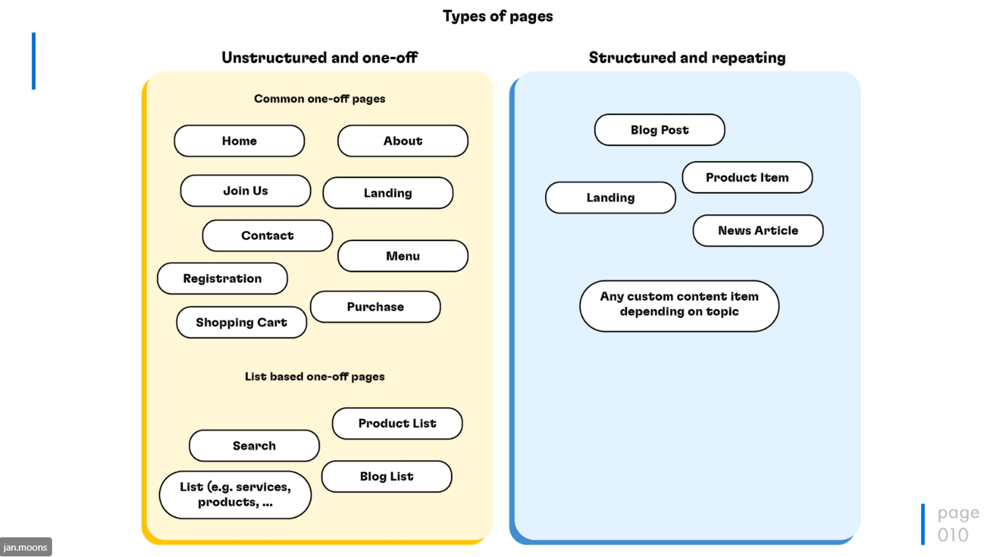 Types of pages
Unstructured and one-off
Common one-off pages
Home
About
Join Us
Landing
Contact
Menu
Registration
Purchase
Shopping Cart
List based one-off pages
Product List
Search
Blog List
List (e.g. services,
products, ...
Structured and repeating
Blog Post
Product Item
Landing
News Article
Any custom content item
depending on topic
page
010
jan.moons